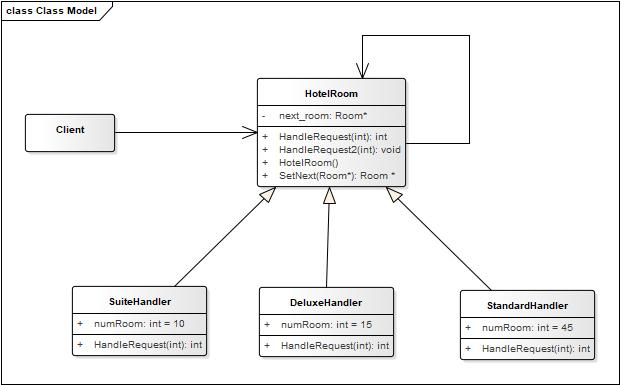 class Class Model
HotelRoom
- next_room: Room*
+ HandleRequest(int): int
+ HandleRequest2(int): void
+ HotelRoom()
+ SetNext(Room*): Room *
Client
SuiteHandler
+ numRoom: int = 10
+ HandleRequest(int): int
DeluxeHandler
+ numRoom: int = 15
+ HandleRequest(int): int
StandardHandler
+ numRoom: int = 45
+ HandleRequest(int): int